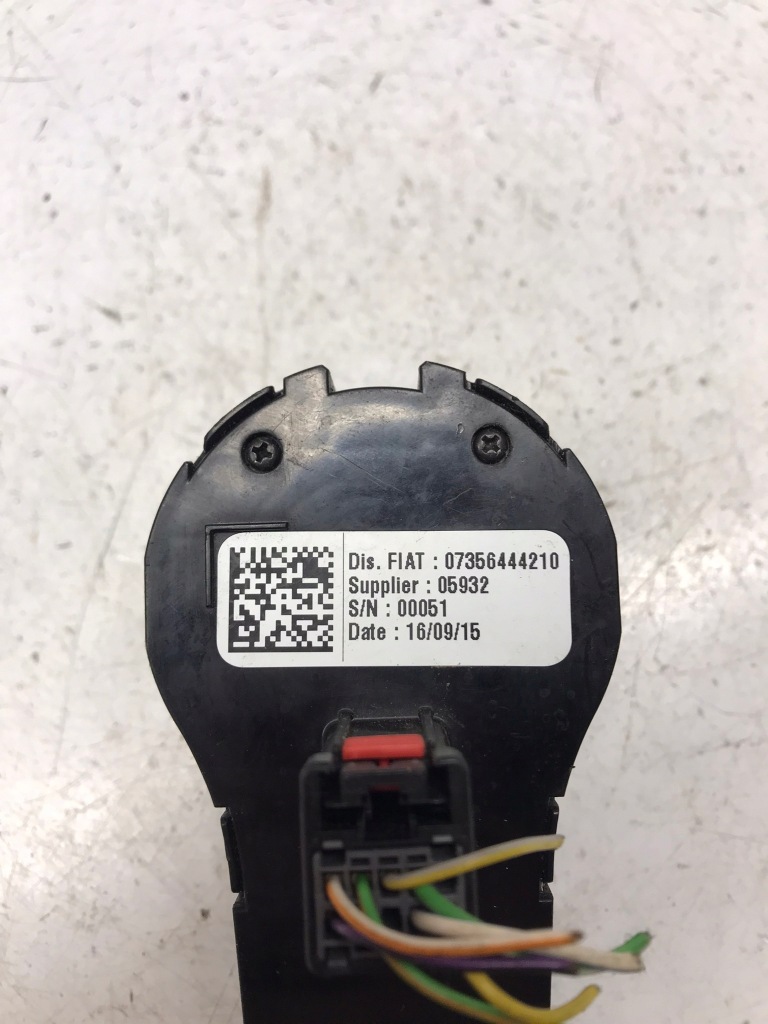 Dis. FIAT : 07356444210
Supplier : 05932
S/N : 00051
Date : 16/09/15